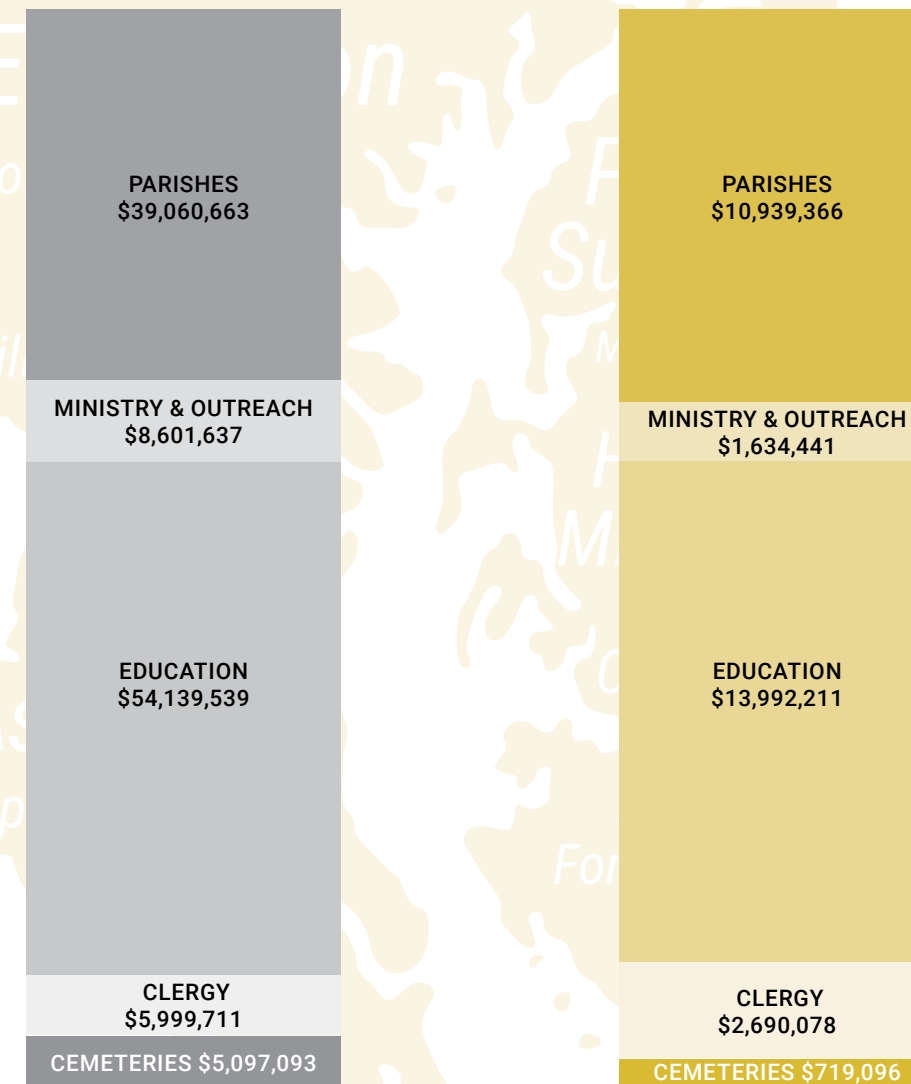 PARISHES
$39,060,663
MINISTRY & OUTREACH
$8,601,637
EDUCATION
$54,139,539
CLERGY
$5,999,711
CEMETERIES $5,097,093
PARISHES
$10,939,366
MINISTRY & OUTREACH
$1,634,441
EDUCATION
$13,992,211
CLERGY
$2,690,078
CEMETERIES $719,096